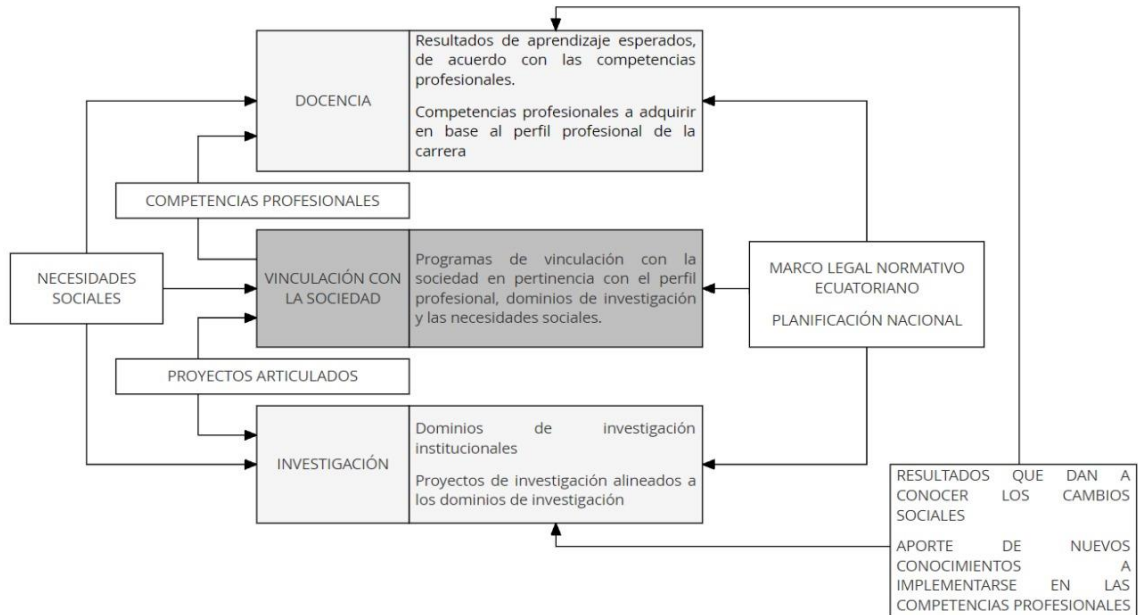 DOCENCIA
Resultados de aprendizaje esperados,
de acuerdo con las competencias
profesionales.
Competencias profesionales a adquirir
en base al perfil profesional de la
carrera
COMPETENCIAS PROFESIONALES
NECESIDADES
SOCIALES
VINCULACIÓN CON
LA SOCIEDAD
Programas de vinculación con la
sociedad en pertinencia con el perfil
profesional, dominios de investigación
y las necesidades sociales.
MARCO LEGAL NORMATIVO
ECUATORIANO
PLANIFICACIÓN NACIONAL
PROYECTOS ARTICULADOS
INVESTIGACIÓN
Dominios de investigación
institucionales
Proyectos de investigación alineados a
los dominios de investigación
RESULTADOS QUE DAN A
CONOCER LOS CAMBIOS
SOCIALES
APORTE DE NUEVOS
CONOCIMIENTOS A
IMPLEMENTARSE EN LAS
COMPETENCIAS PROFESIONALES